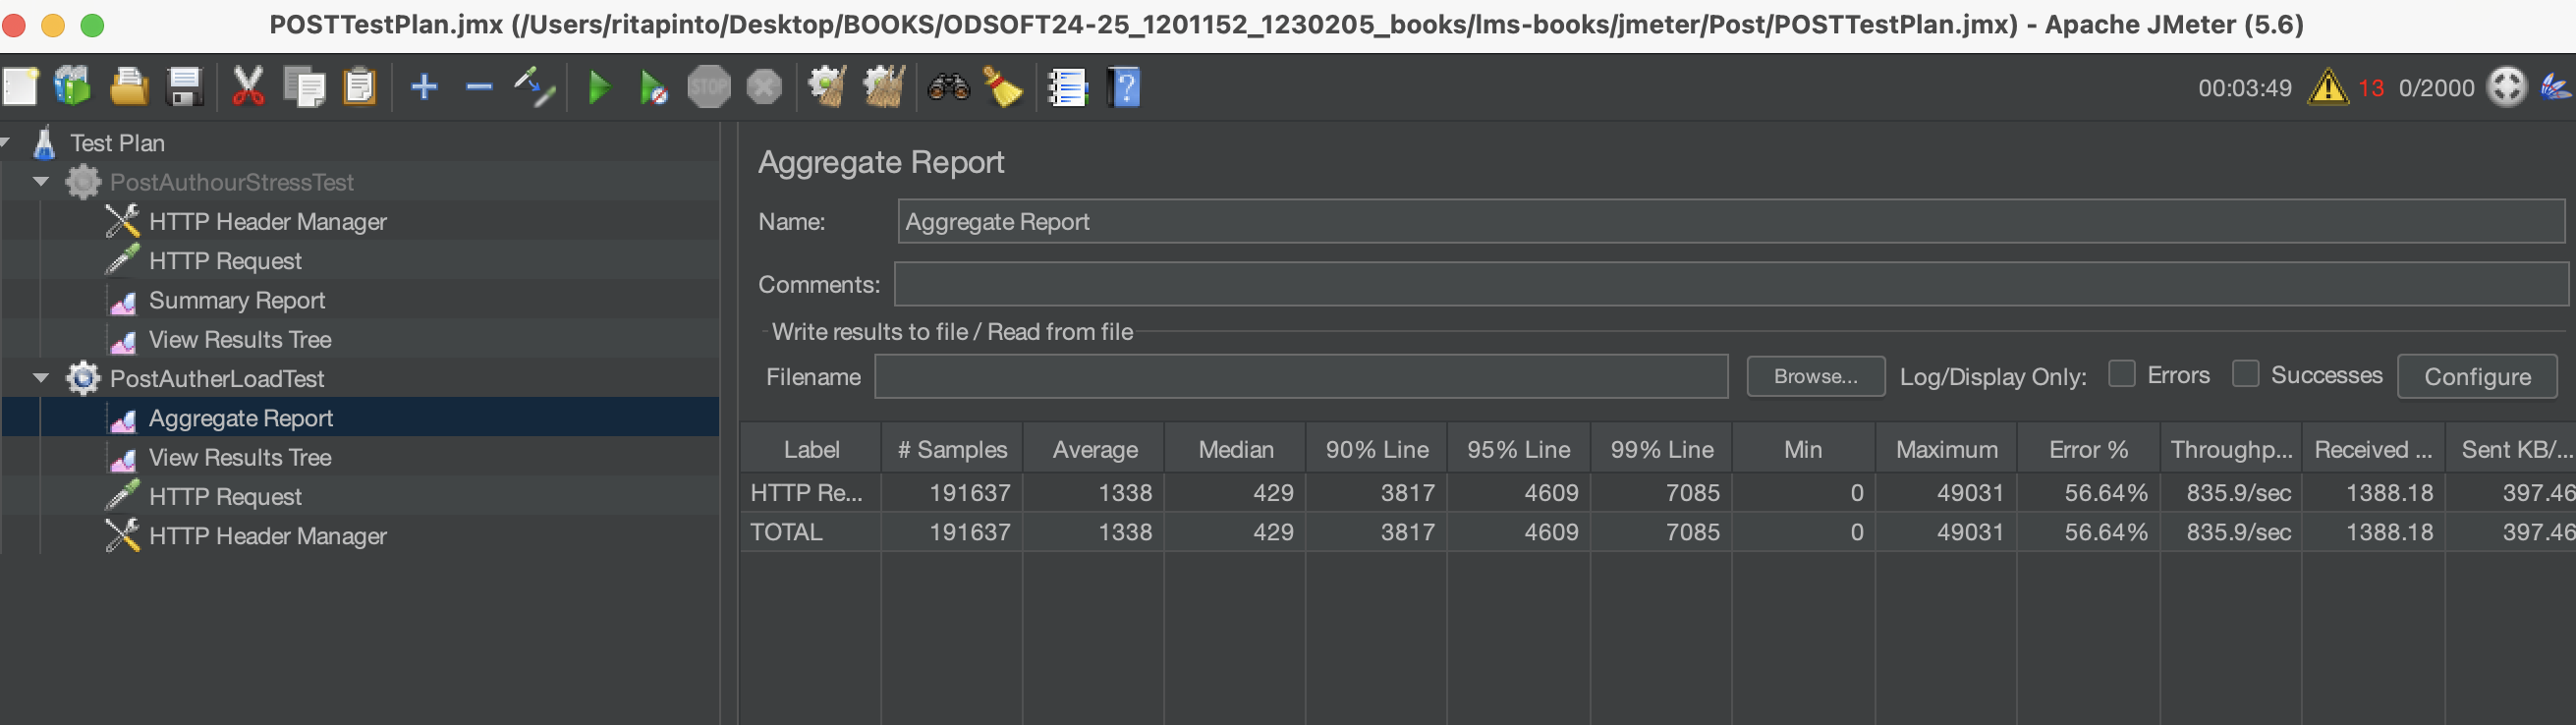 POSTTestPlan.jmx (/Users/ritapinto/Desktop/BOOKS/ODSOFT24-25_1201152_1230205_books/lms-books/jmeter/Post/POSTTestPlan.jmx) - Apache JMeter (5.6)
STOP
00:03:49 13 0/2000
Test Plan
PostAuthourStressTest
HTTP Header Manager
HTTP Request
Summary Report
View Results Tree
PostAutherLoadTest
Aggregate Report
View Results Tree
HTTP Request
HTTP Header Manager
Aggregate Report
Name: Aggregate Report
Comments:
Write results to file / Read from file
Filename Browse... Log/Display Only: Errors Successes Configure
Label # Samples Average Median 90% Line 95% Line 99% Line Min Maximum Error % Throughp... Received ... Sent KB/...
HTTP Re... 191637 1338 429 3817 4609 7085 0 49031 56.64% 835.9/sec 1388.18 397.46
TOTAL 191637 1338 429 3817 4609 7085 0 49031 56.64% 835.9/sec 1388.18 397.46